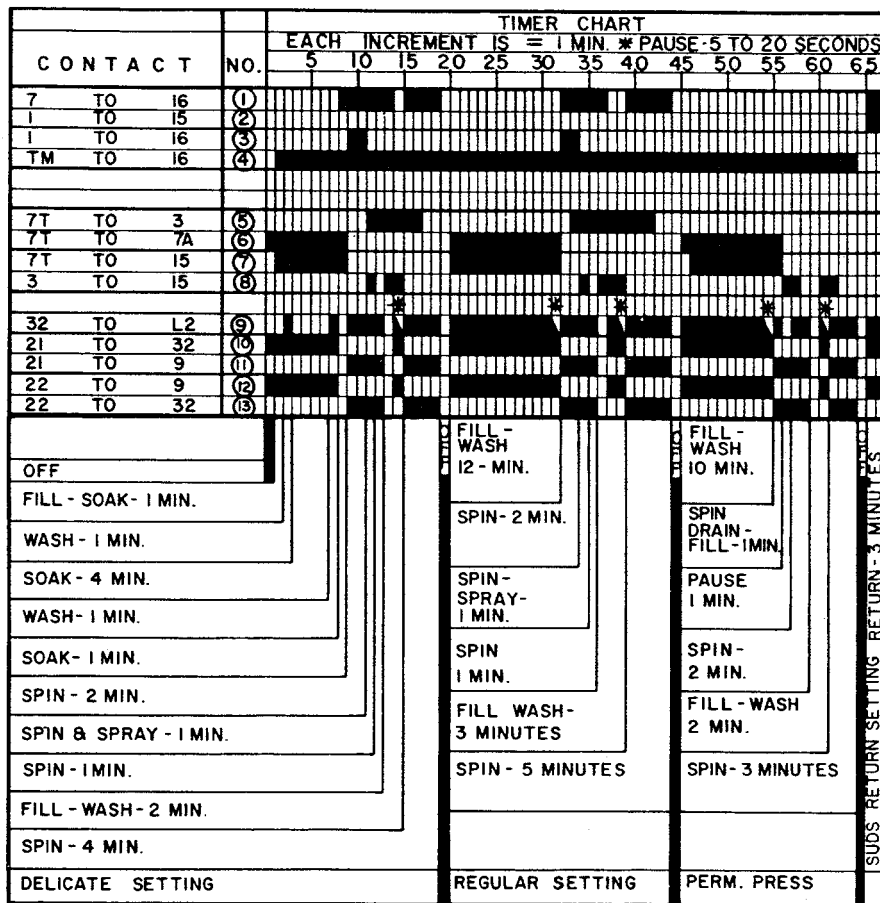 TIMER CHART
EACH INCREMENT IS = 1 MIN. * PAUSE-5 TO 20 SECONDS
CONTACT NO. 5 10 15 20 25 30 35 40 45 50 55 60 65
7 TO 16 1
1 TO 15 2
1 TO 16 3
TM TO 16 4
7T TO 3 5
7T TO 7A 6
7T TO 15 7
3 TO 15 8
* * * * *
32 TO L2 9
21 TO 32 10
21 TO 9 11
22 TO 9 12
22 TO 32 13
OFF
FILL - SOAK - 1 MIN.
WASH - 1 MIN.
SOAK - 4 MIN.
WASH - 1 MIN.
SOAK - 1 MIN.
SPIN - 2 MIN.
SPIN & SPRAY - 1 MIN.
SPIN - 1 MIN.
FILL - WASH - 2 MIN.
SPIN - 4 MIN.
DELICATE SETTING
OFF
FILL -
WASH
12 - MIN.
SPIN - 2 MIN.
SPIN -
SPRAY -
1 MIN.
SPIN
1 MIN.
FILL WASH -
3 MINUTES
SPIN - 5 MINUTES
REGULAR SETTING
OFF
FILL -
WASH
10 MIN.
SPIN
DRAIN -
FILL - 1 MIN.
PAUSE
1 MIN.
SPIN -
2 MIN.
FILL - WASH
2 MIN.
SPIN - 3 MINUTES
PERM. PRESS
OFF
SUDS RETURN SETTING RETURN - 3 MINUTES